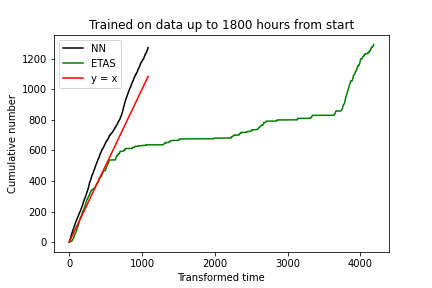 Trained on data up to 1800 hours from start
NN
ETAS
y = x
Cumulative number
1200
1000
800
600
400
200
0
0
1000
2000
3000
4000
Transformed time